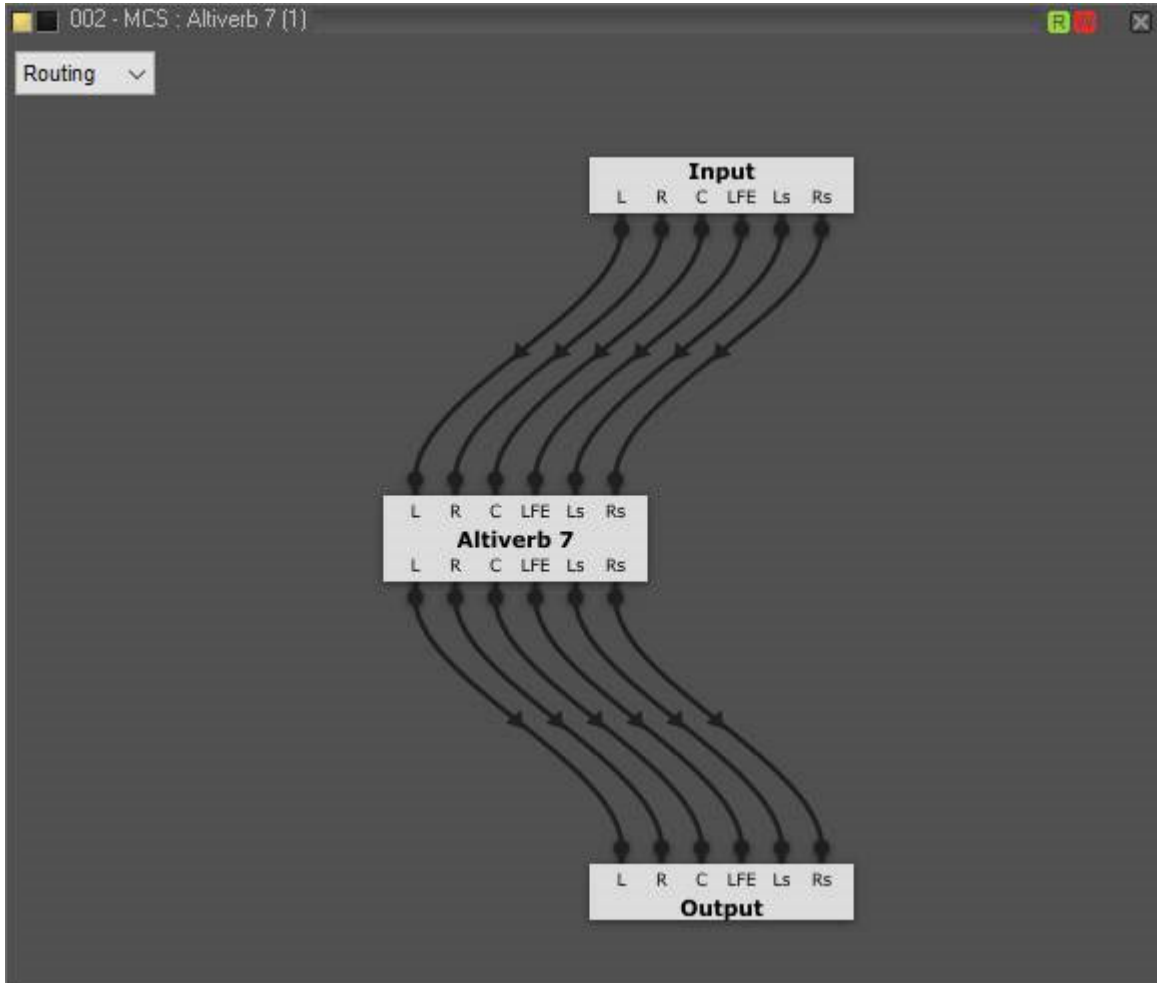 002 - MCS : Altiverb 7 (1)
R W
Routing
Input
L R C LFE Ls Rs
L R C LFE Ls Rs
Altiverb 7
L R C LFE Ls Rs
L R C LFE Ls Rs
Output